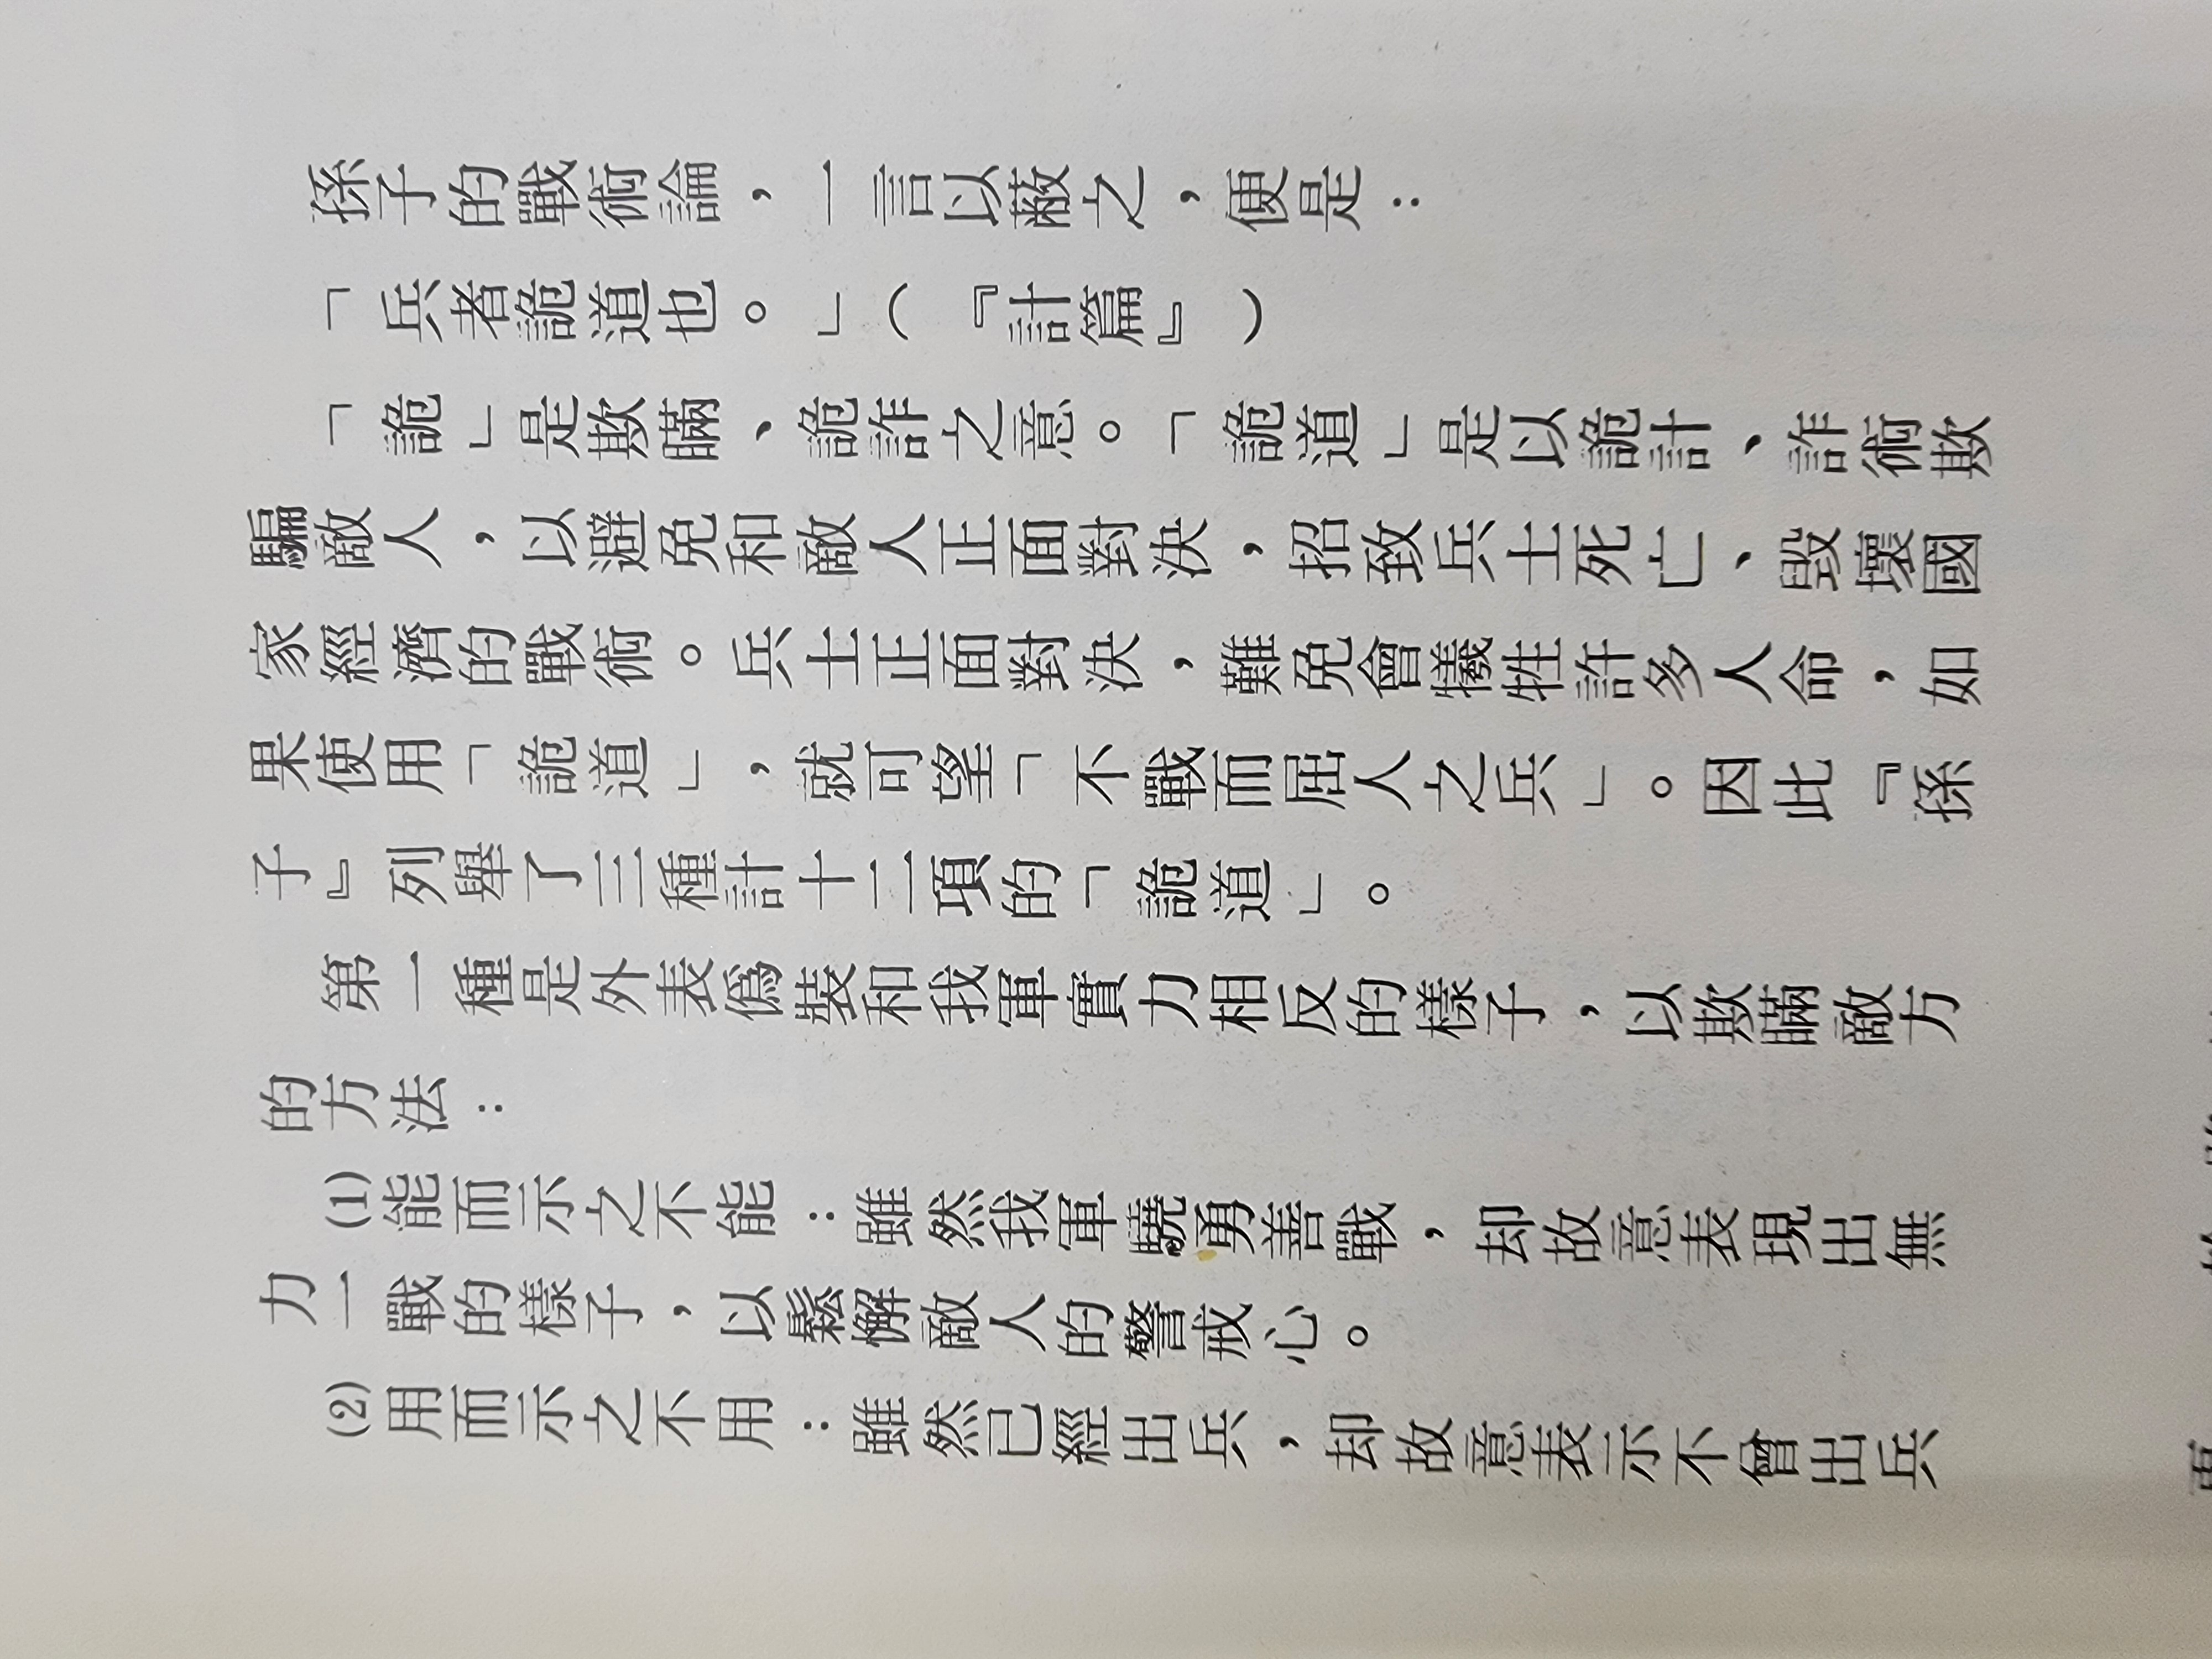 孫子的戰術論，一言以蔽之，便是：
「兵者詭道也。」（『計篇』）
「詭」是欺瞞、詭詐之意。「詭道」是以詭計、詐術欺
騙敵人，以避免和敵人正面對決，招致兵士死亡、毀壞國
家經濟的戰術。兵士正面對決，難免會犧牲許多人命，如
果使用「詭道」，就可望「不戰而屈人之兵」。因此『孫
子』列舉了三種計十二項的「詭道」。
第一種是外表偽裝和我軍實力相反的樣子，以欺瞞敵方
的方法：
(1)能而示之不能：雖然我軍驍勇善戰，却故意表現出無
力一戰的樣子，以鬆懈敵人的警戒心。
(2)用而示之不用：雖然已經出兵，却故意表示不曾出兵